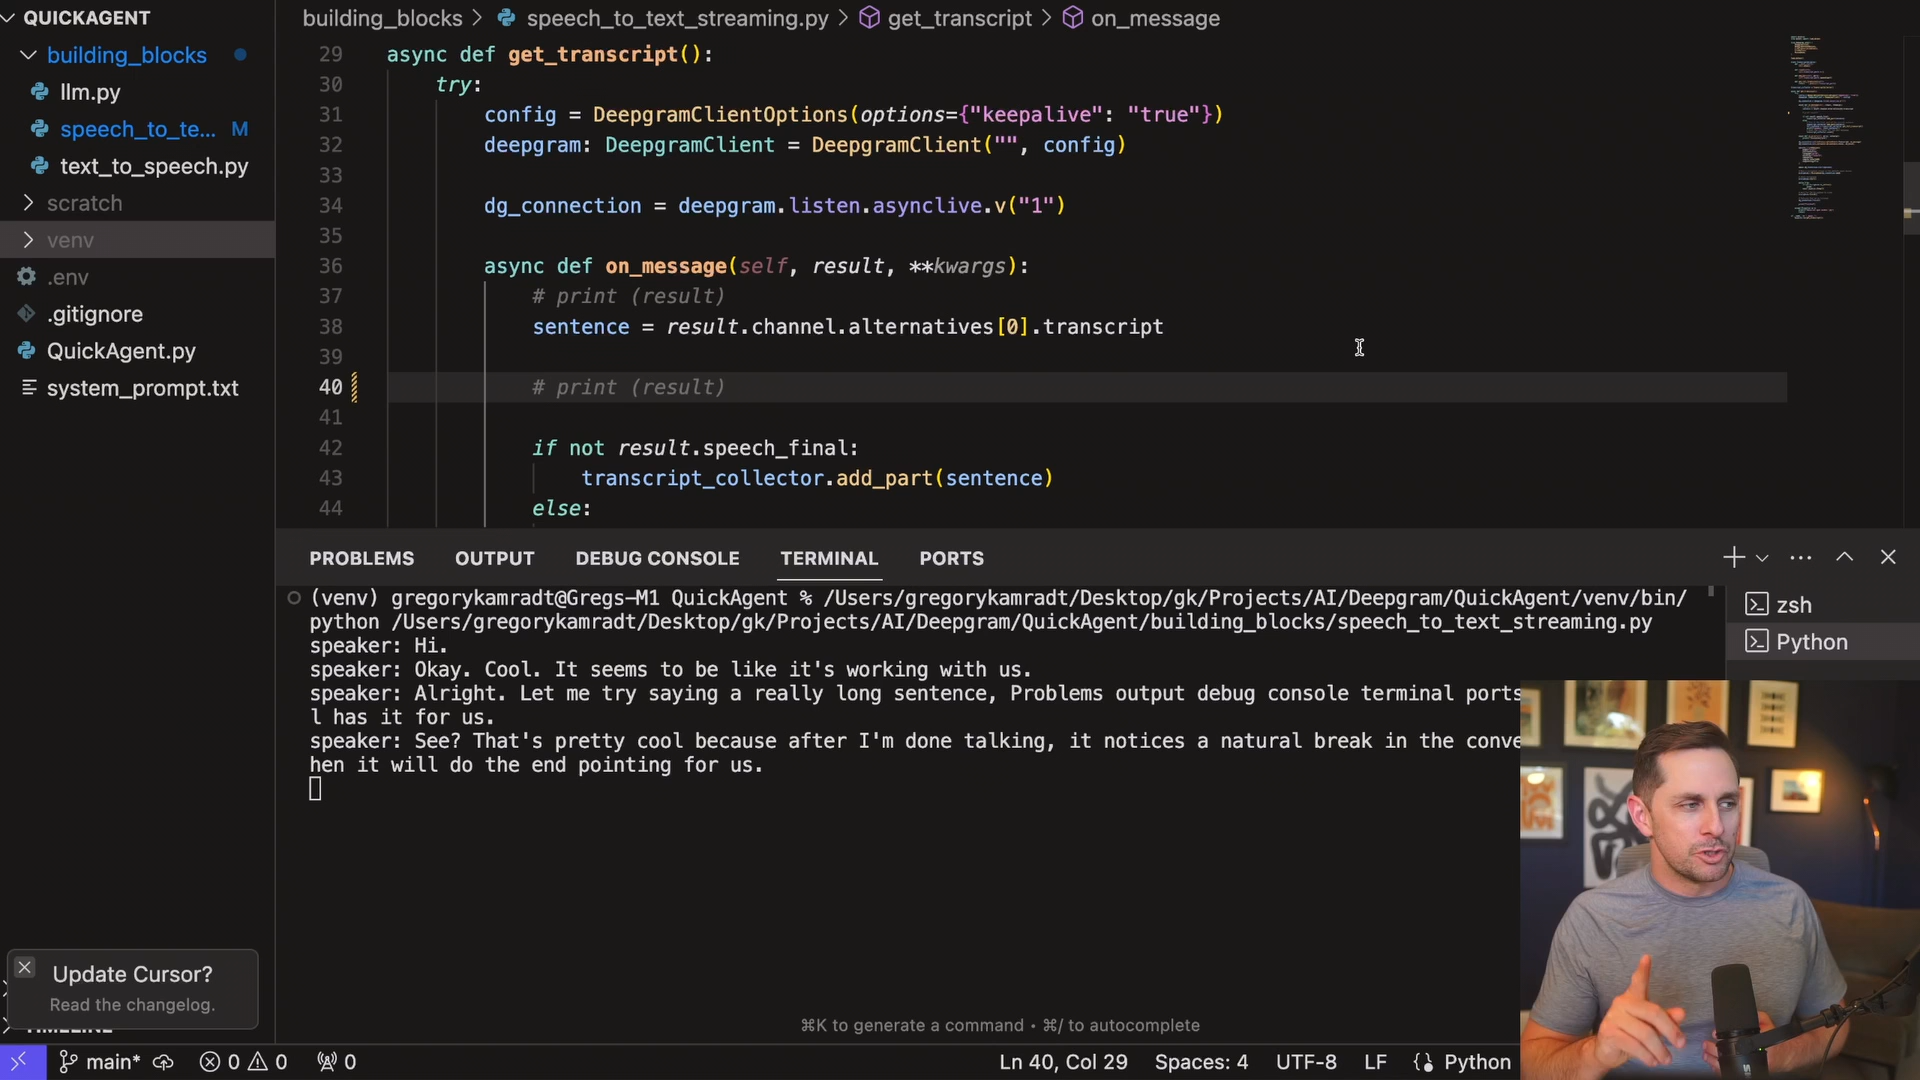 QUICKAGENT
building_blocks
llm.py
speech_to_te... M
text_to_speech.py
scratch
venv
.env
.gitignore
QuickAgent.py
system_prompt.txt
Update Cursor?
Read the changelog.
TIMELINE
building_blocks > speech_to_text_streaming.py > get_transcript > on_message
29 async def get_transcript():
30 try:
31 config = DeepgramClientOptions(options={"keepalive": "true"})
32 deepgram: DeepgramClient = DeepgramClient("", config)
33
34 dg_connection = deepgram.listen.asynclive.v("1")
35
36 async def on_message(self, result, **kwargs):
37 # print (result)
38 sentence = result.channel.alternatives[0].transcript
39
40 # print (result)
41
42 if not result.speech_final:
43 transcript_collector.add_part(sentence)
44 else:
PROBLEMS OUTPUT DEBUG CONSOLE TERMINAL PORTS
(venv) gregorykamradt@Gregs-M1 QuickAgent % /Users/gregorykamradt/Desktop/gk/Projects/AI/Deepgram/QuickAgent/venv/bin/
python /Users/gregorykamradt/Desktop/gk/Projects/AI/Deepgram/QuickAgent/building_blocks/speech_to_text_streaming.py
speaker: Hi.
speaker: Okay. Cool. It seems to be like it's working with us.
speaker: Alright. Let me try saying a really long sentence, Problems output debug console terminal ports
l has it for us.
speaker: See? That's pretty cool because after I'm done talking, it notices a natural break in the conve
hen it will do the end pointing for us.
zsh
Python
⌘K to generate a command • ⌘/ to autocomplete
main* 0 0 0 Ln 40, Col 29 Spaces: 4 UTF-8 LF Python